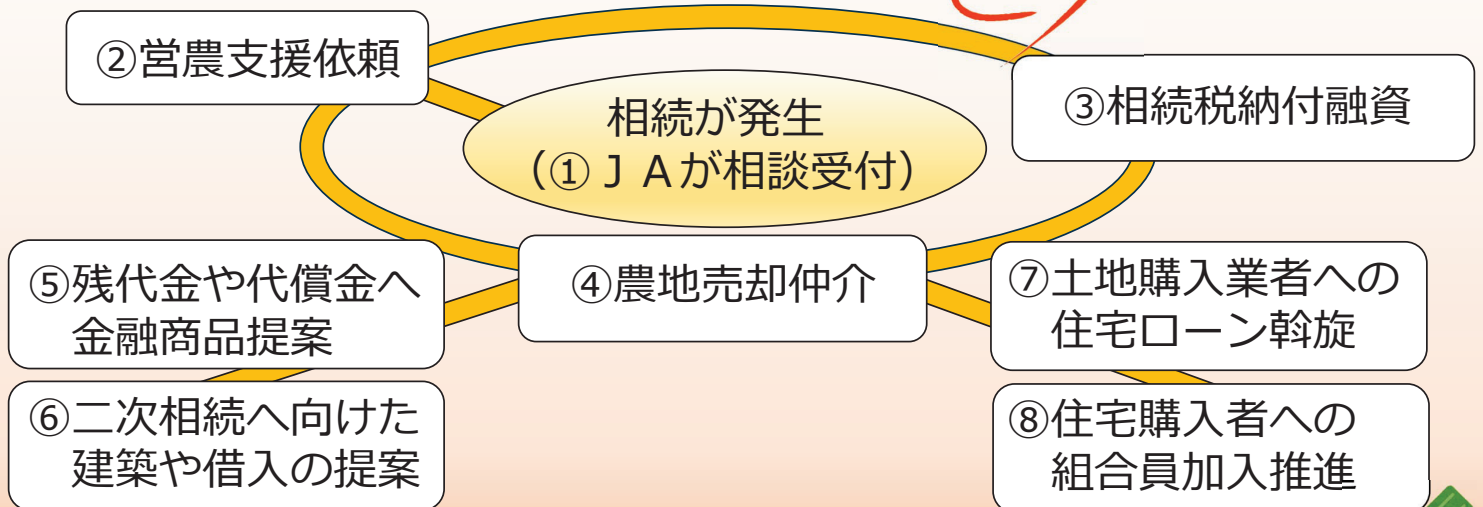 ②営農支援依頼
③相続税納付融資
相続が発生
(①ＪＡが相談受付)
④農地売却仲介
⑤残代金や代償金へ
金融商品提案
⑥二次相続へ向けた
建築や借入の提案
⑦土地購入業者への
住宅ローン斡旋
⑧住宅購入者への
組合員加入推進